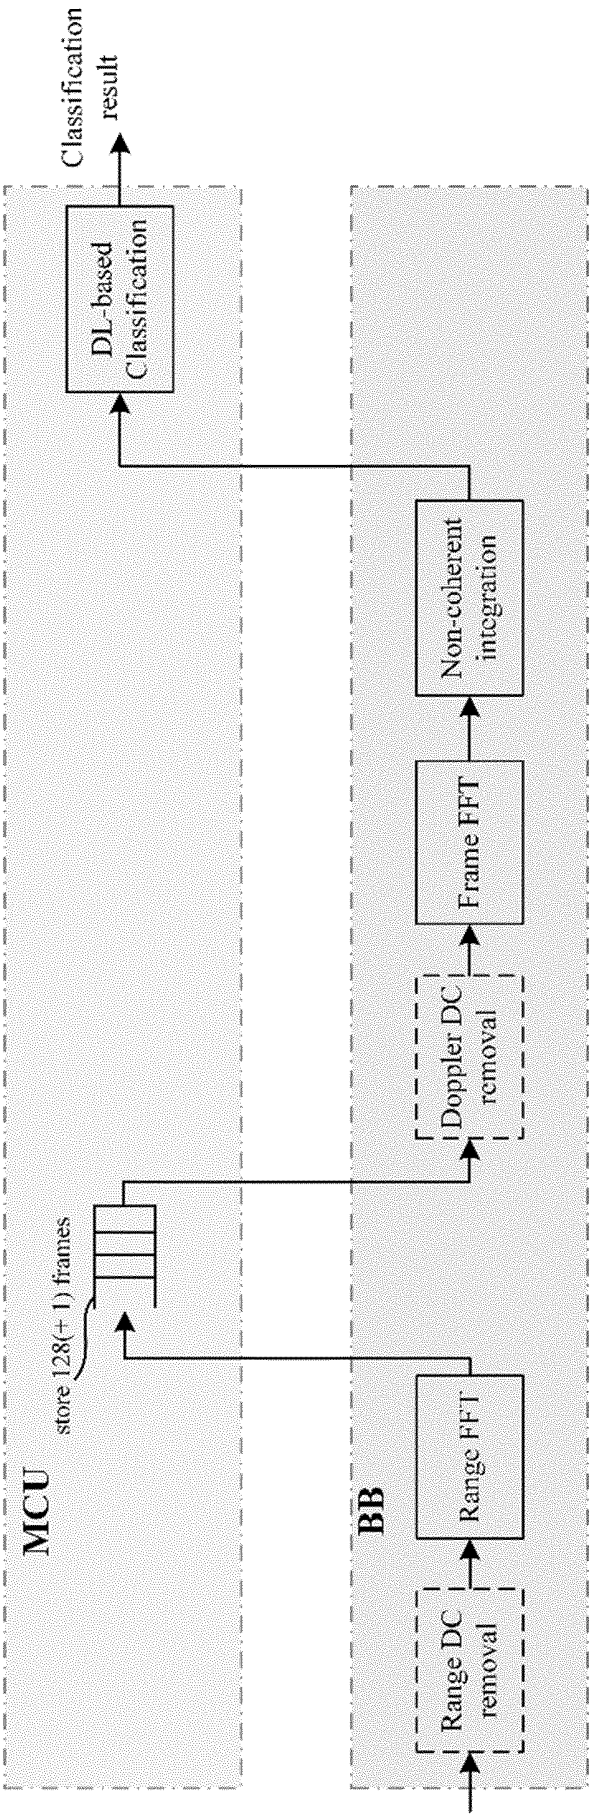 MCU
store 128(+ 1) frames
DL-based
Classification
Classification
result
BB
Range DC
removal
Range FFT
Doppler DC
removal
Frame FFT
Non-coherent
integration